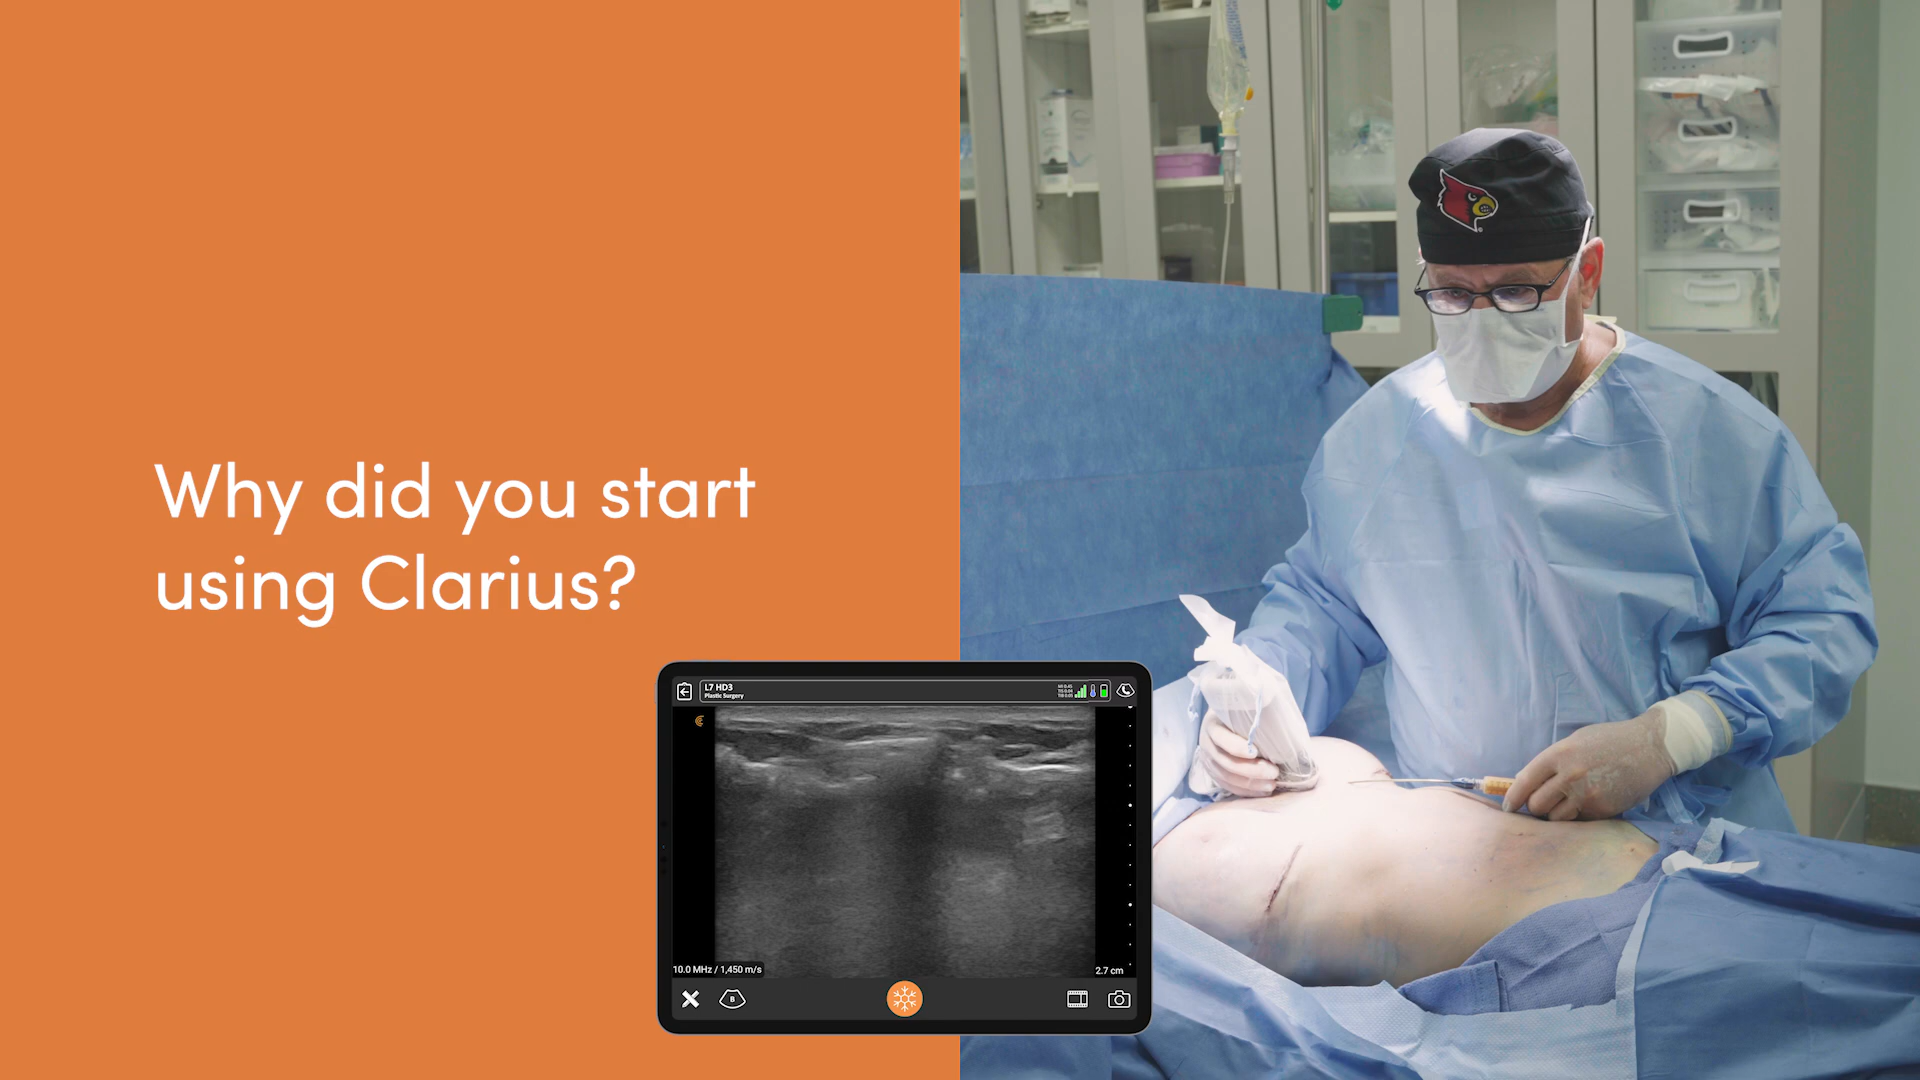 Why did you start
using Clarius?
L7 HD3
Plastic Surgery
10.0 MHz / 1,450 m/s
2.7 cm
B